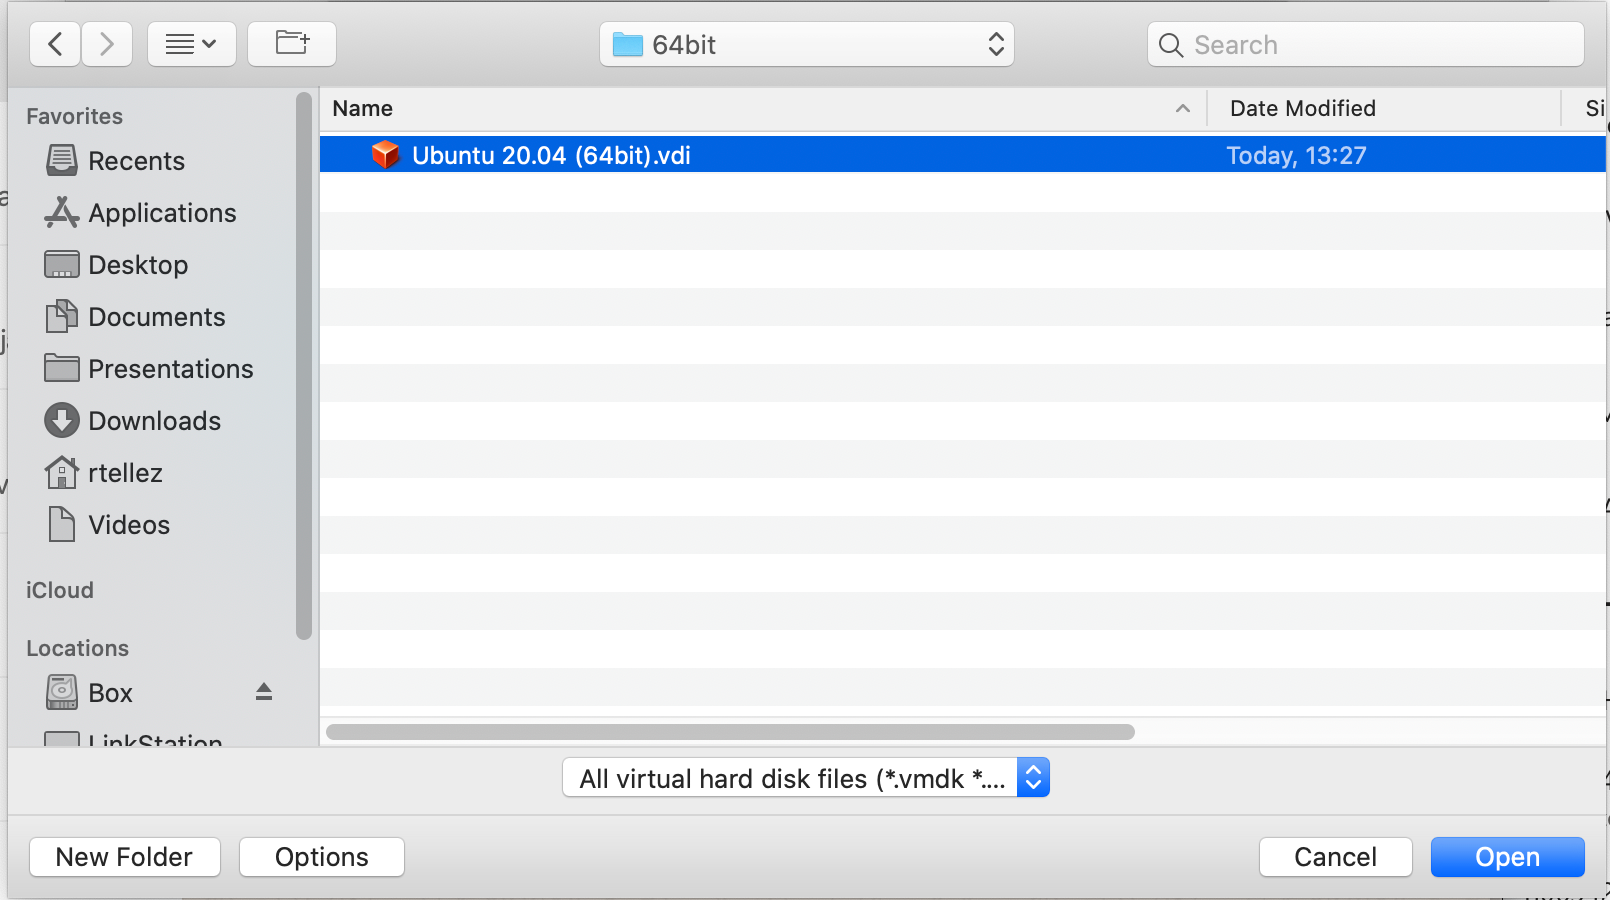 64bit
Search
Favorites
Recents
Applications
Desktop
Documents
Presentations
Downloads
rtellez
Videos
iCloud
Locations
Box
LinkStation
Name
Date Modified
Si
Ubuntu 20.04 (64bit).vdi
Today, 13:27
All virtual hard disk files (*.vmdk *....
New Folder
Options
Cancel
Open